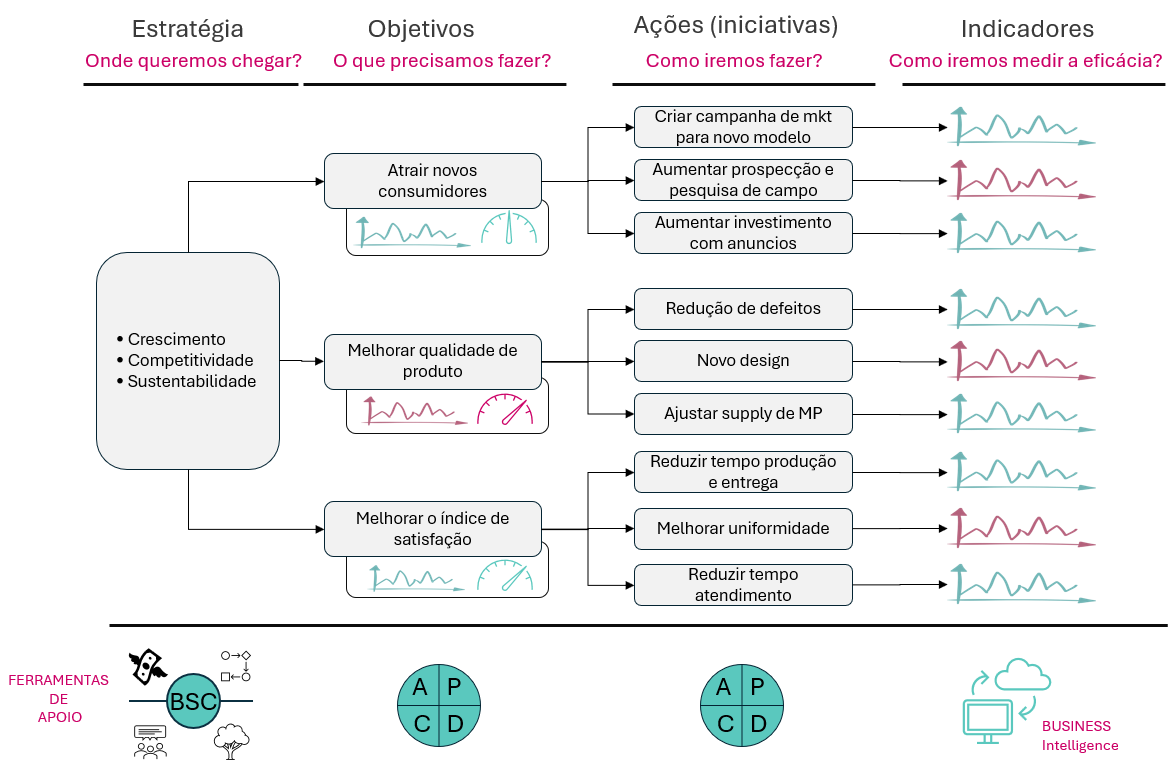 Estratégia
Onde queremos chegar?
Objetivos
O que precisamos fazer?
Ações (iniciativas)
Como iremos fazer?
Indicadores
Como iremos medir a eficácia?
• Crescimento
• Competitividade
• Sustentabilidade
Atrair novos
consumidores
Criar campanha de mkt
para novo modelo
Aumentar prospecção e
pesquisa de campo
Aumentar investimento
com anuncios
Melhorar qualidade de
produto
Redução de defeitos
Novo design
Ajustar supply de MP
Melhorar o índice de
satisfação
Reduzir tempo produção
e entrega
Melhorar uniformidade
Reduzir tempo
atendimento
FERRAMENTAS
DE
APOIO
BSC
A P
C D
A P
C D
BUSINESS
Intelligence